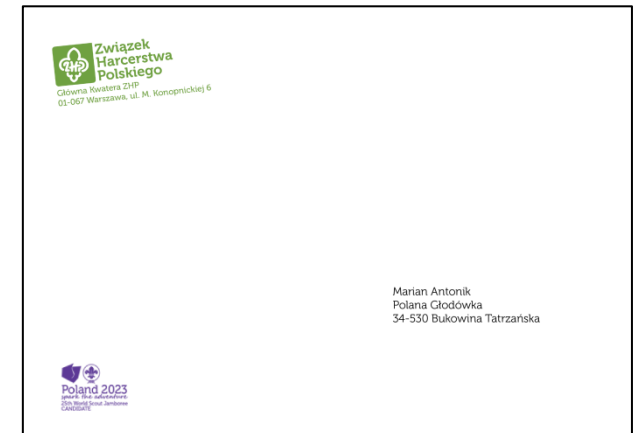 ZHP
Związek
Harcerstwa
Polskiego
Główna Kwatera ZHP
01-067 Warszawa, ul. M. Konopnickiej 6
Marian Antonik
Polana Głodówka
34-530 Bukowina Tatrzańska
Poland 2023
spark the adventure
25th World Scout Jamboree
CANDIDATE